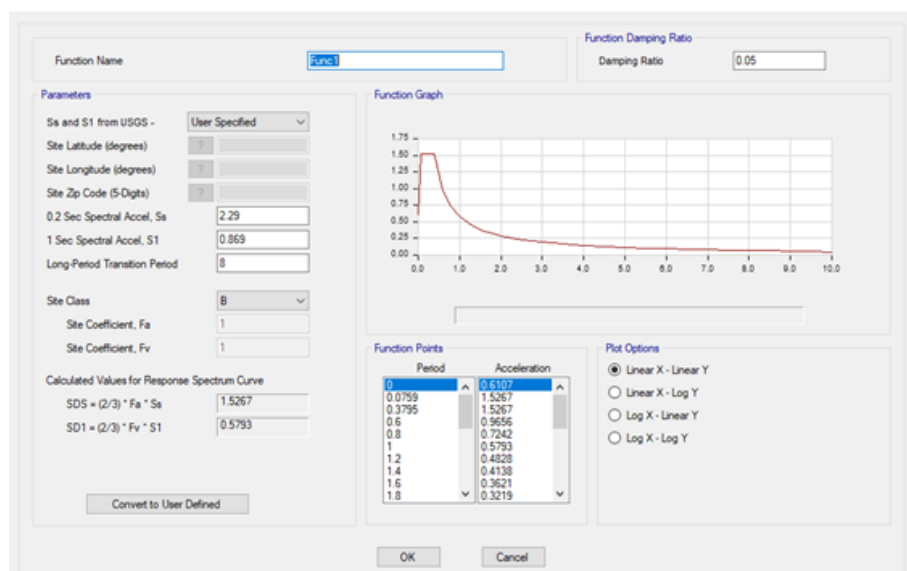 Function Name Func1
Function Damping Ratio
Damping Ratio 0.05
Parameters
Ss and S1 from USGS - User Specified
Site Latitude (degrees) ?
Site Longitude (degrees) ?
Site Zip Code (5-Digits) ?
0.2 Sec Spectral Accel, Ss 2.29
1 Sec Spectral Accel, S1 0.869
Long-Period Transition Period 8
Site Class B
Site Coefficient, Fa 1
Site Coefficient, Fv 1
Calculated Values for Response Spectrum Curve
SDS = (2/3) * Fa * Ss 1.5267
SD1 = (2/3) * Fv * S1 0.5793
Convert to User Defined
Function Graph
1.75
1.50
1.25
1.00
0.75
0.50
0.25
0.00
0.0 1.0 2.0 3.0 4.0 5.0 6.0 7.0 8.0 9.0 10.0
Function Points
Period Acceleration
0 0.6107
0.0759 1.5267
0.3795 1.5267
0.6 0.9656
0.8 0.7242
1 0.5793
1.2 0.4828
1.4 0.4138
1.6 0.3621
1.8 0.3219
Plot Options
Linear X - Linear Y
Linear X - Log Y
Log X - Linear Y
Log X - Log Y
OK Cancel